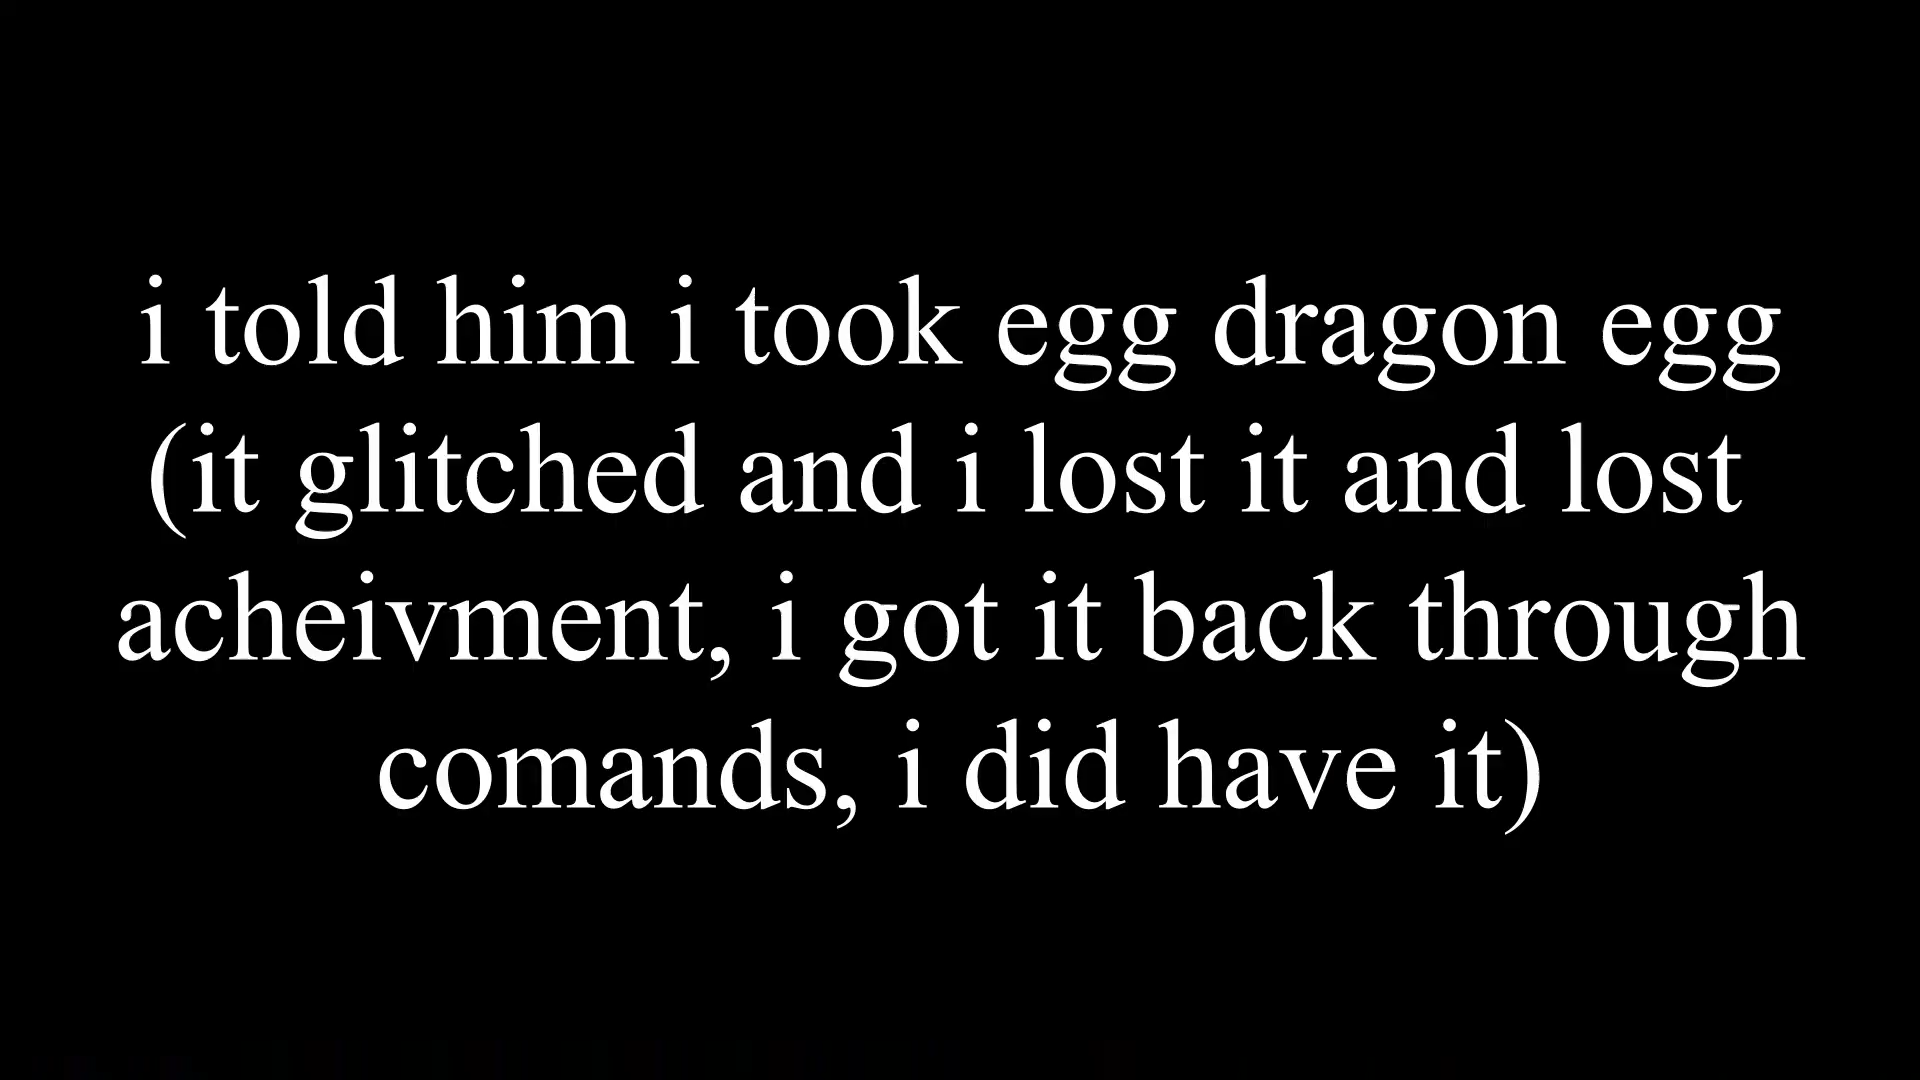 i told him i took egg dragon egg
(it glitched and i lost it and lost
acheivment, i got it back through
comands, i did have it)